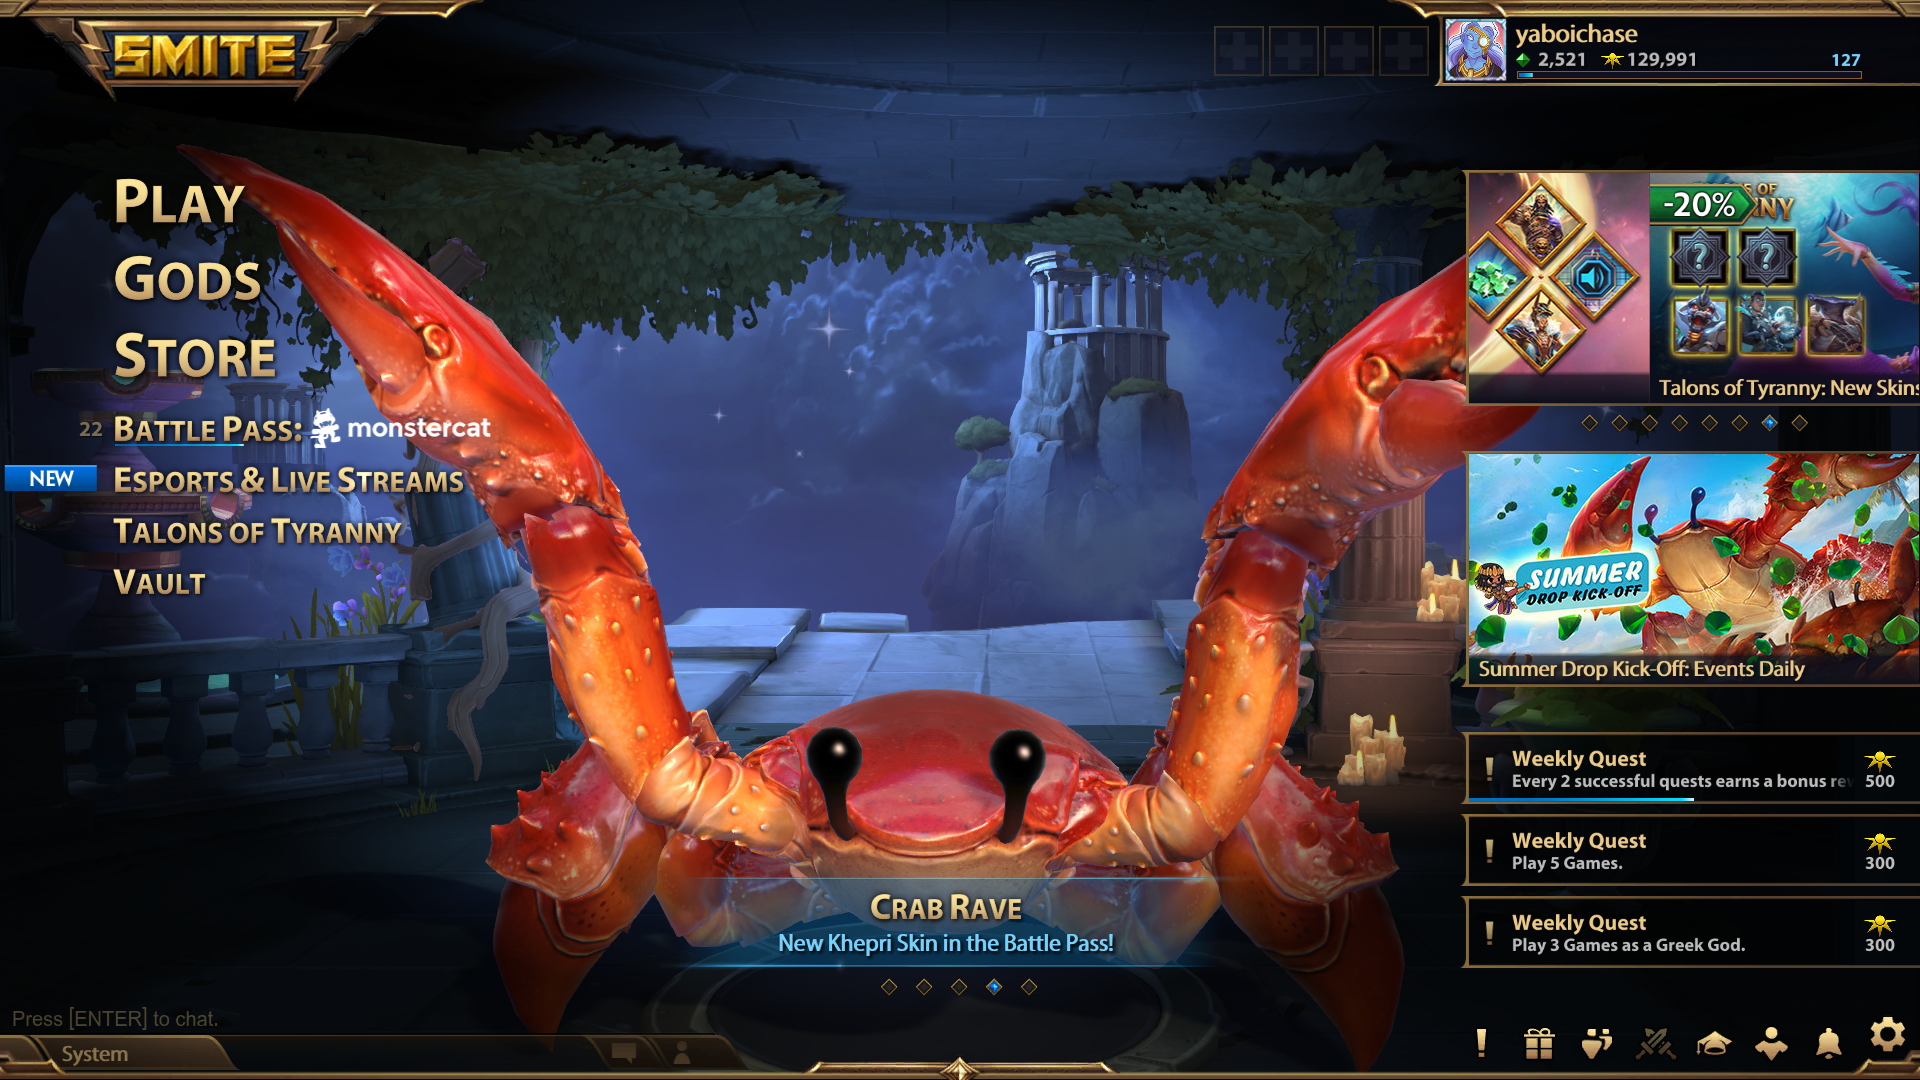 SMITE
yaboichase
2,521 129,991 127
PLAY
GODS
STORE
22 BATTLE PASS: monstercat
NEW ESPORTS & LIVE STREAMS
TALONS OF TYRANNY
VAULT
-20%
OF
? ?
Talons of Tyranny: New Skins
SUMMER
DROP KICK-OFF
Summer Drop Kick-Off: Events Daily
Weekly Quest
Every 2 successful quests earns a bonus re 500
Weekly Quest
Play 5 Games. 300
Weekly Quest
Play 3 Games as a Greek God. 300
CRAB RAVE
New Khepri Skin in the Battle Pass!
Press [ENTER] to chat.
System